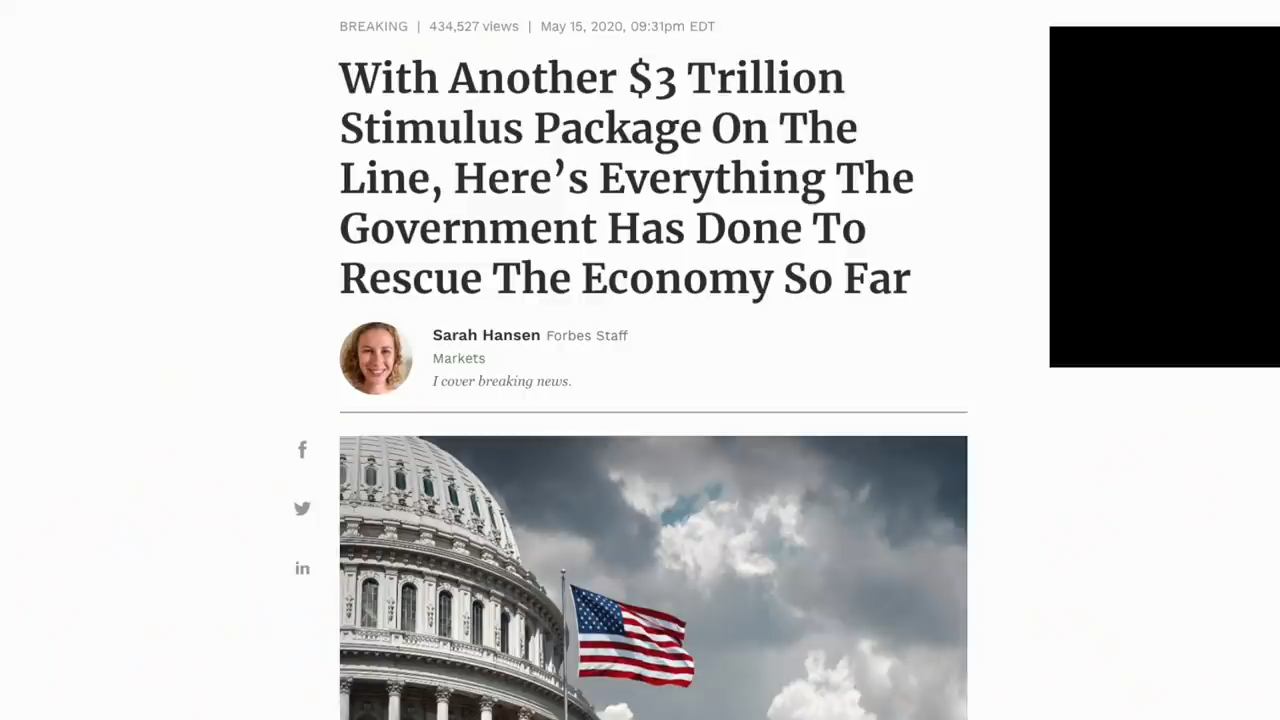 BREAKING | 434,527 views | May 15, 2020, 09:31pm EDT
With Another $3 Trillion
Stimulus Package On The
Line, Here’s Everything The
Government Has Done To
Rescue The Economy So Far
Sarah Hansen Forbes Staff
Markets
I cover breaking news.
f
in